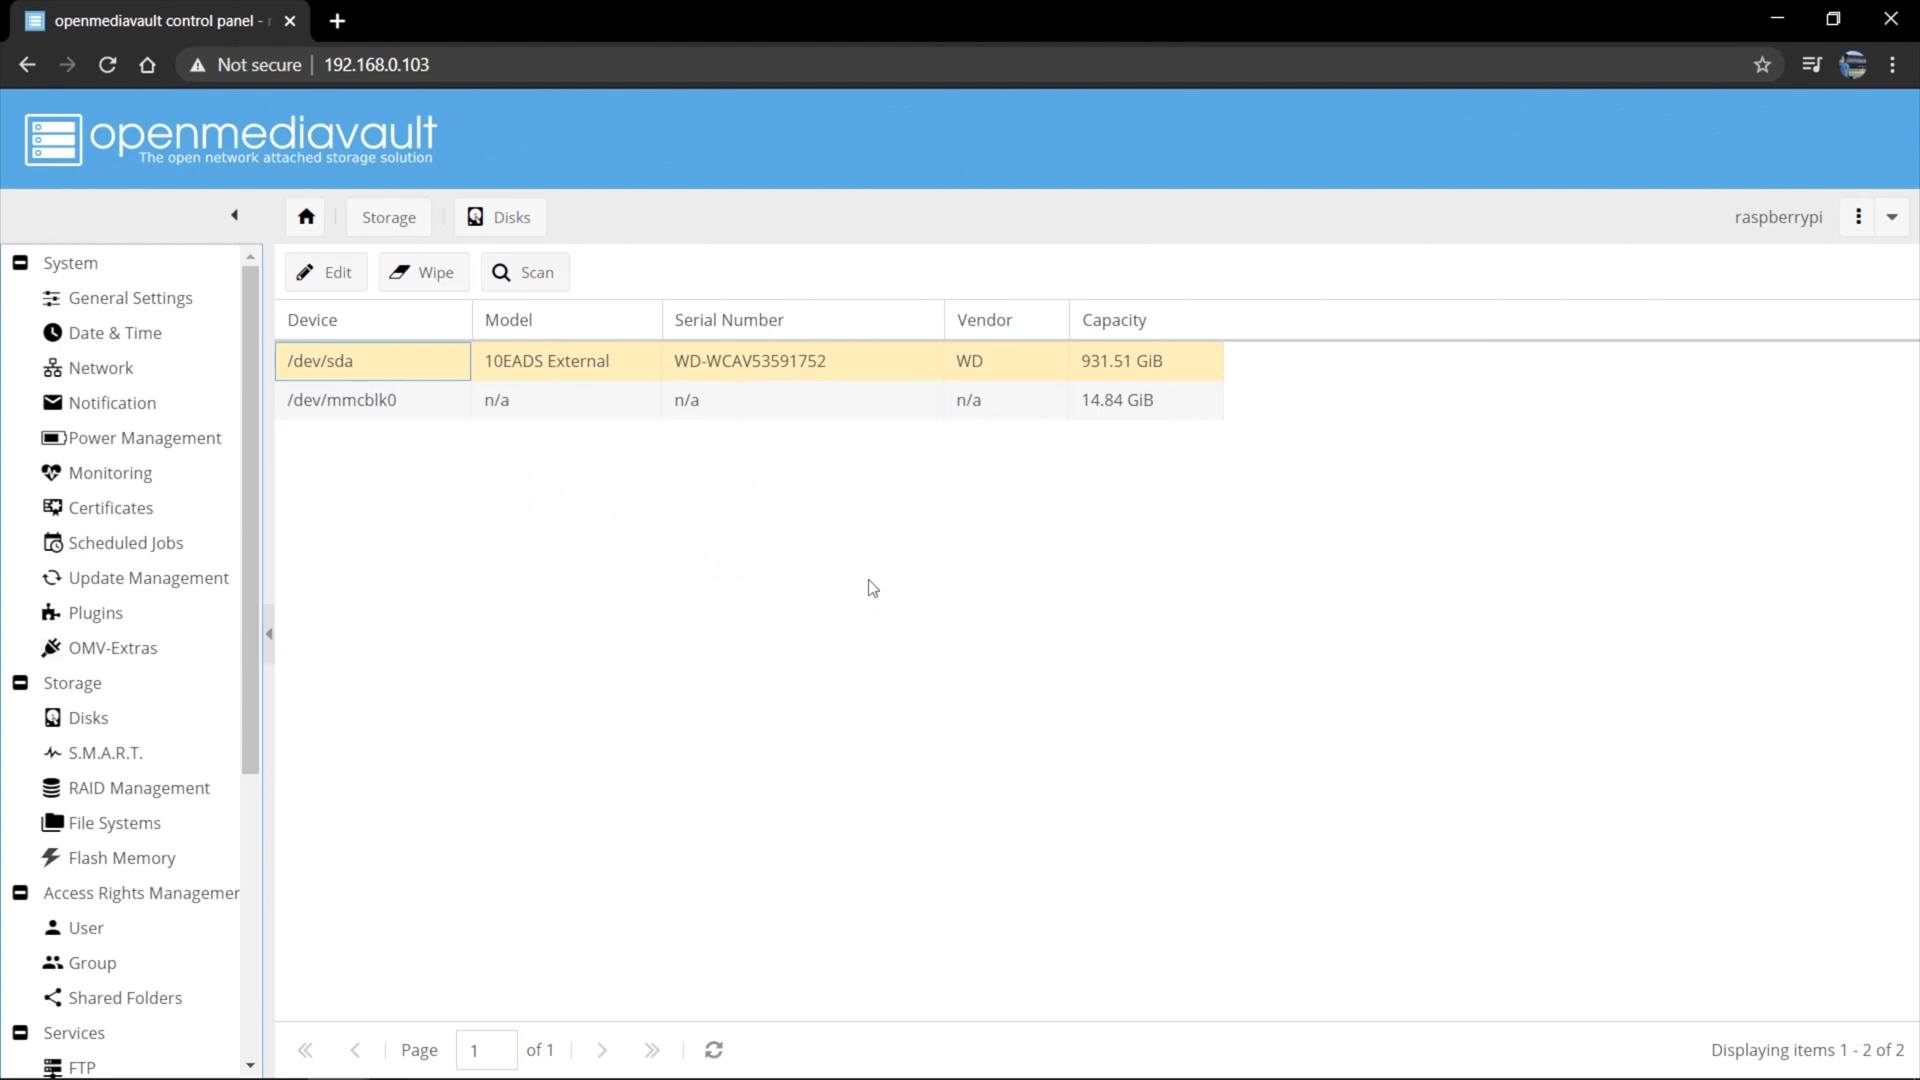 openmediavault control panel -
Not secure
192.168.0.103
openmediavault
The open network attached storage solution
Storage
Disks
raspberrypi
System
General Settings
Date & Time
Network
Notification
Power Management
Monitoring
Certificates
Scheduled Jobs
Update Management
Plugins
OMV-Extras
Storage
Disks
S.M.A.R.T.
RAID Management
File Systems
Flash Memory
Access Rights Managemer
User
Group
Shared Folders
Services
FTP
Edit Wipe Scan
Device Model Serial Number Vendor Capacity
/dev/sda 10EADS External WD-WCAV53591752 WD 931.51 GiB
/dev/mmcblk0 n/a n/a n/a 14.84 GiB
Page 1 of 1
Displaying items 1 - 2 of 2